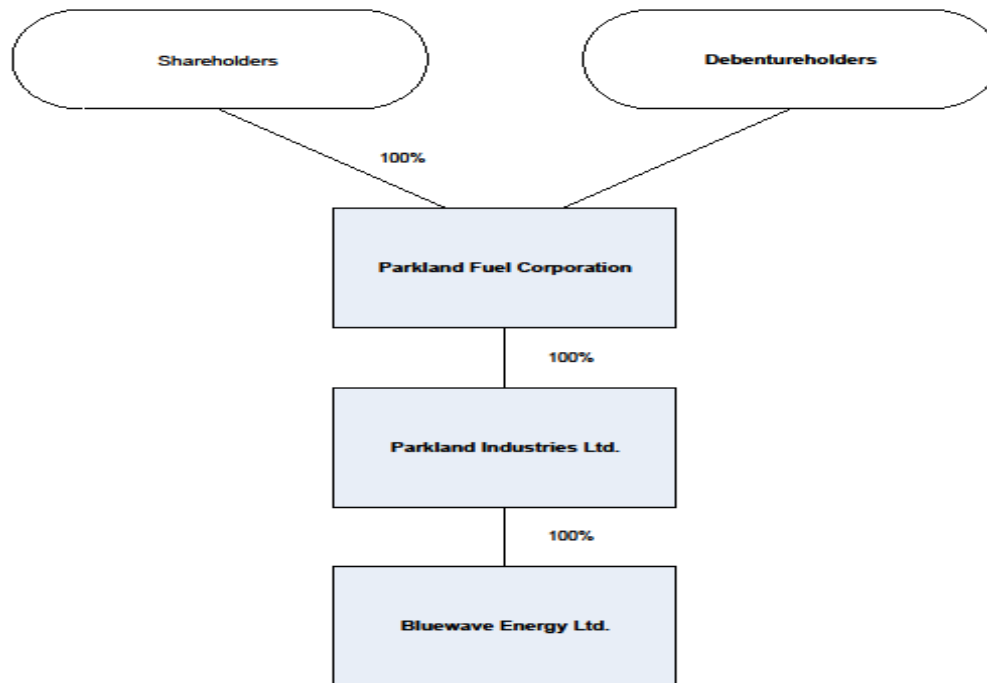 Shareholders
Debentureholders
100%
Parkland Fuel Corporation
100%
Parkland Industries Ltd.
100%
Bluewave Energy Ltd.